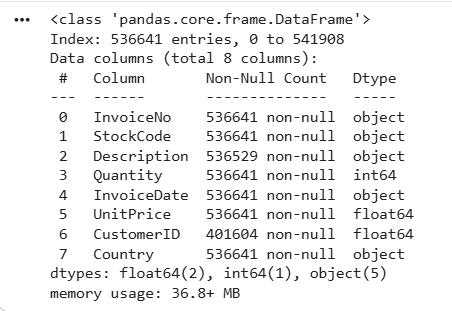 ••• <class 'pandas.core.frame.DataFrame'>
Index: 536641 entries, 0 to 541908
Data columns (total 8 columns):
 #   Column       Non-Null Count   Dtype
---  ------       --------------   -----
 0   InvoiceNo    536641 non-null  object
 1   StockCode    536641 non-null  object
 2   Description  536529 non-null  object
 3   Quantity     536641 non-null  int64
 4   InvoiceDate  536641 non-null  object
 5   UnitPrice    536641 non-null  float64
 6   CustomerID   401604 non-null  float64
 7   Country      536641 non-null  object
dtypes: float64(2), int64(1), object(5)
memory usage: 36.8+ MB